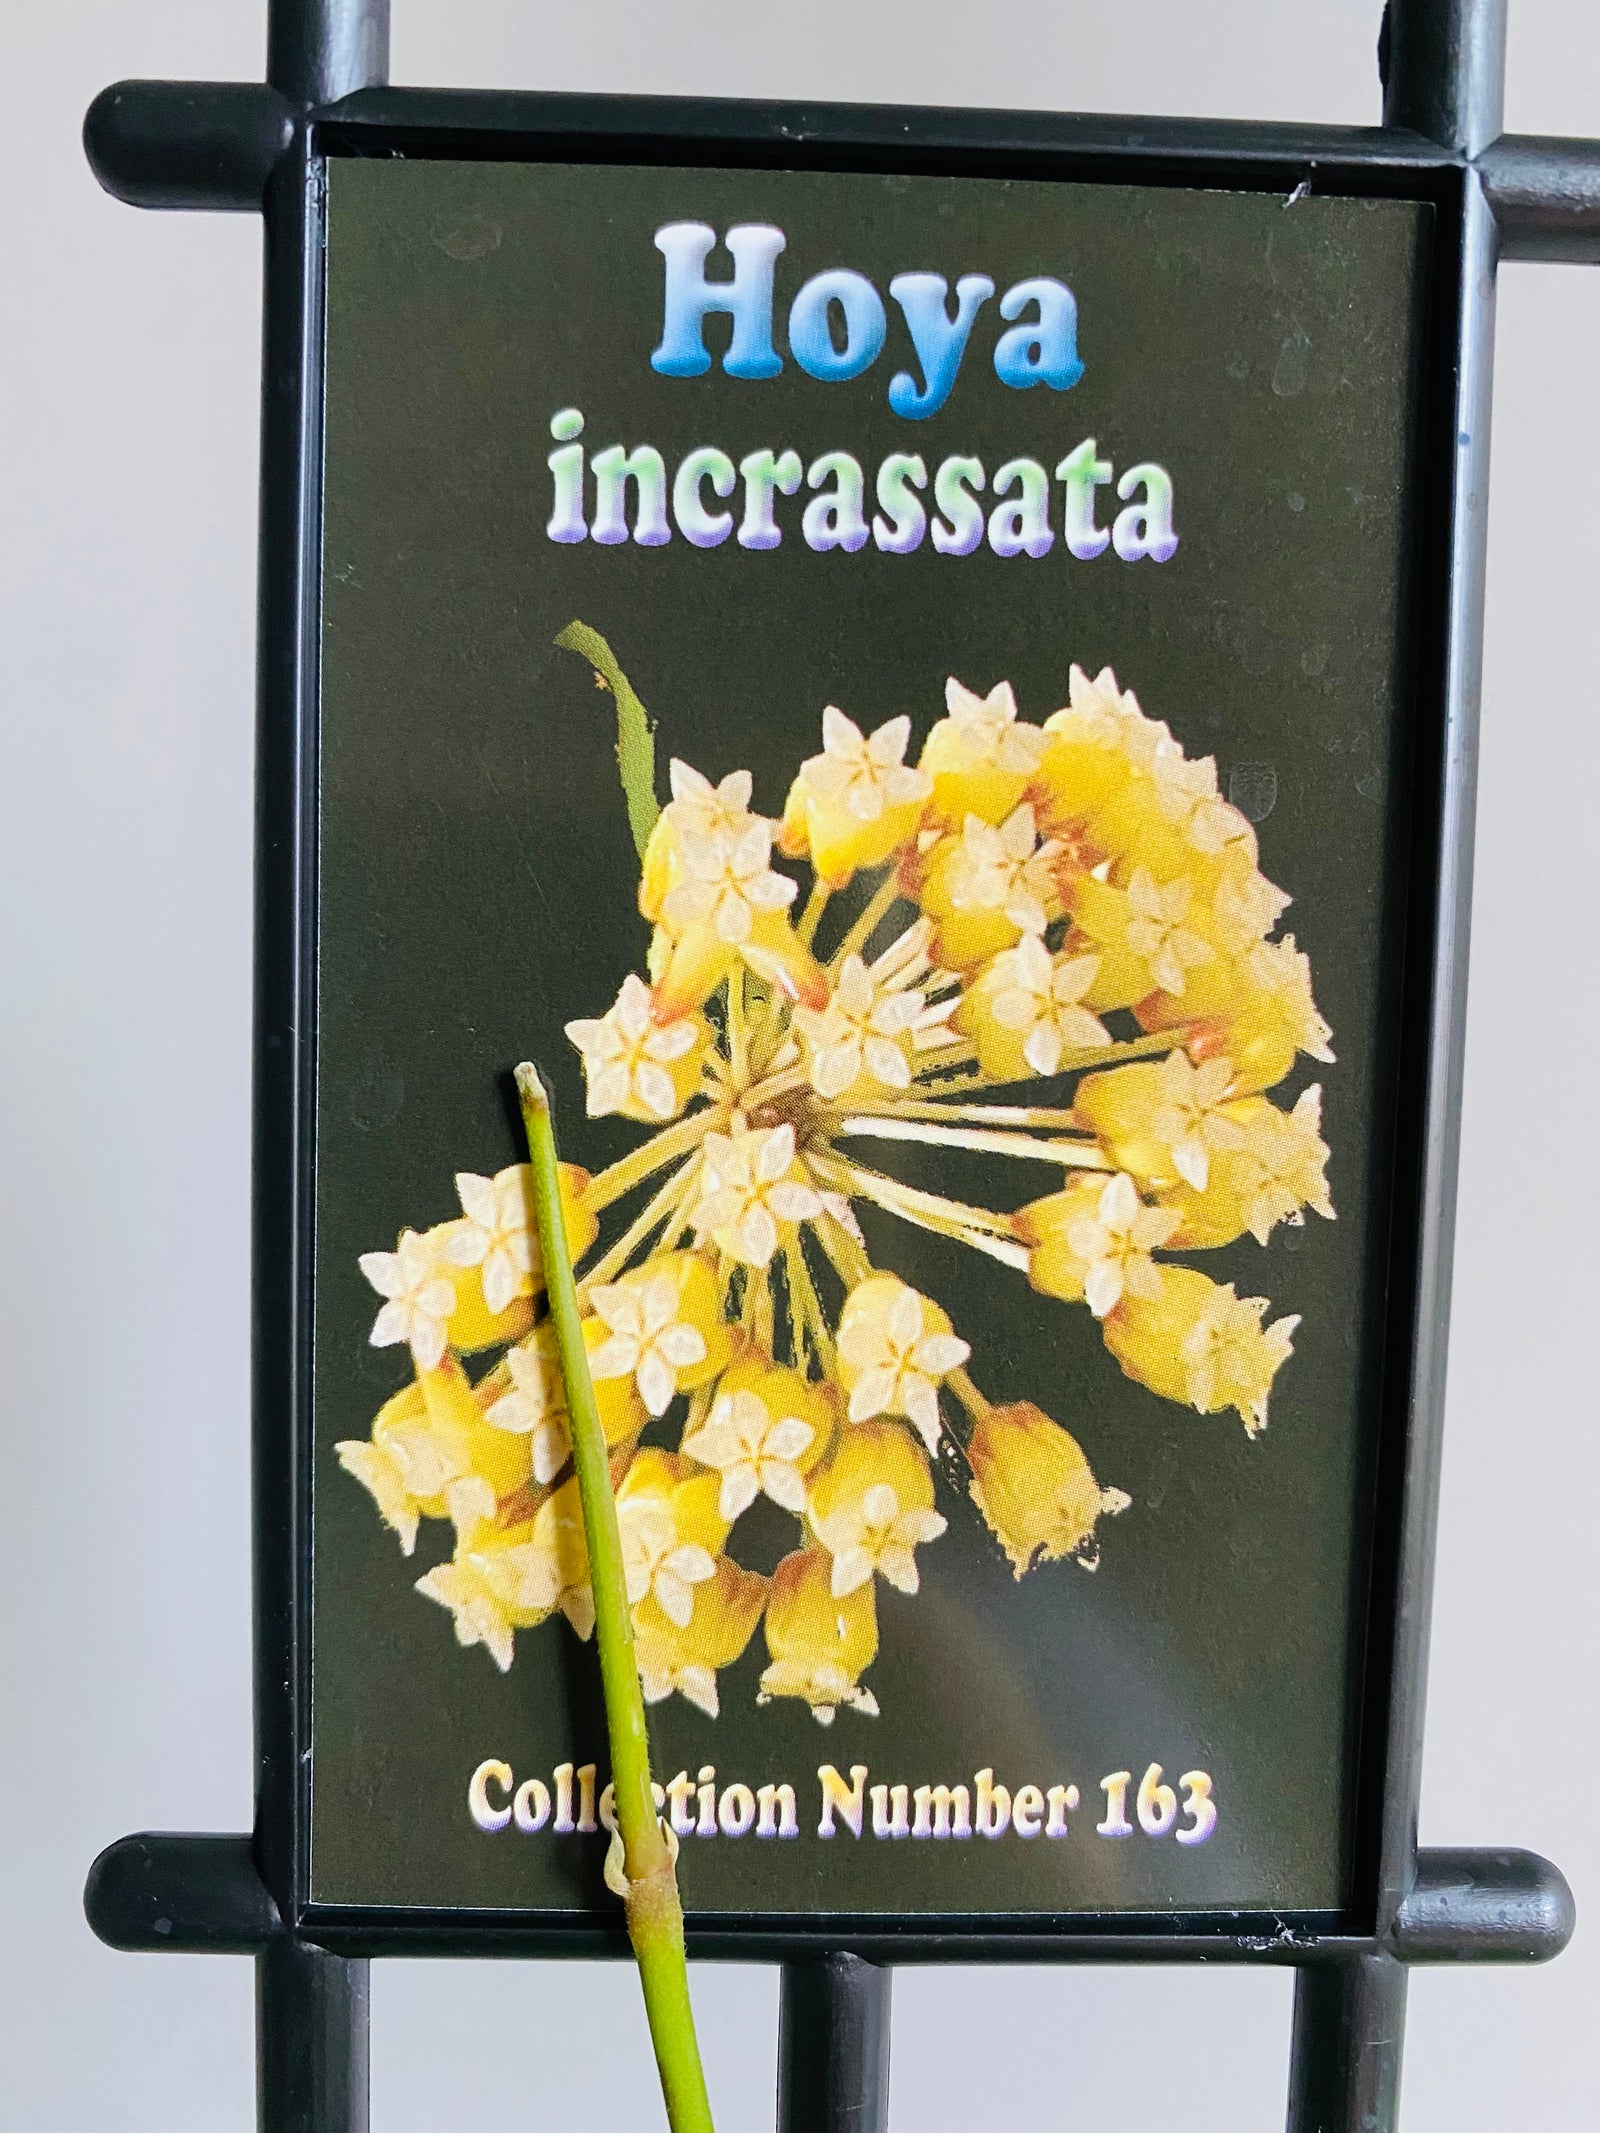 Hoya
incrassata
Collection Number 163